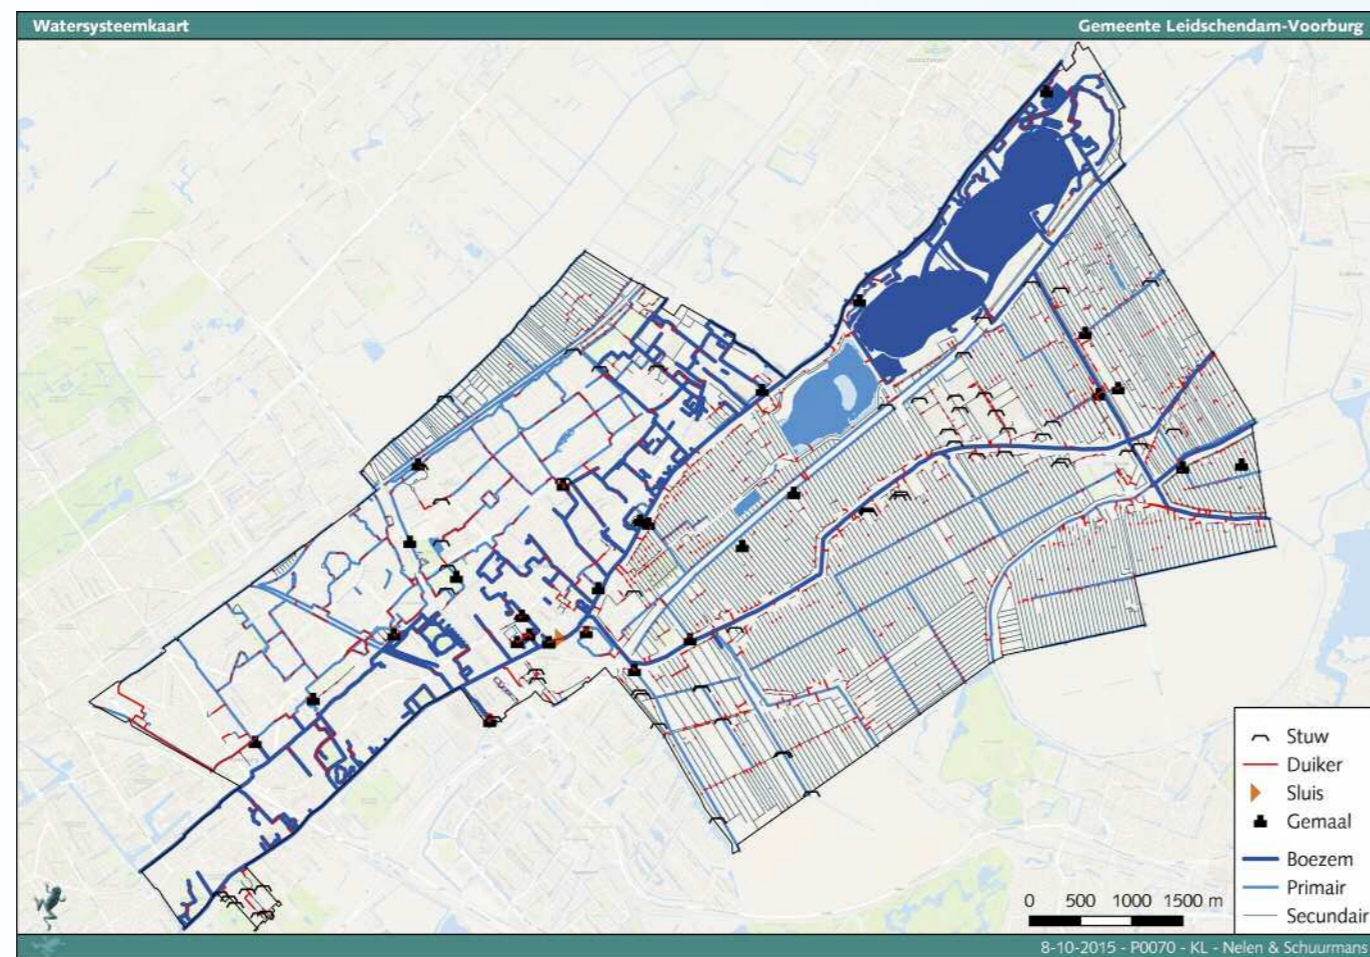 Watersysteemkaart
Gemeente Leidschendam-Voorburg
Stuw
Duiker
Sluis
Gemaal
Boezem
Primair
Secundair
0 500 1000 1500 m
8-10-2015 - P0070 - KL - Nelen & Schuurmans